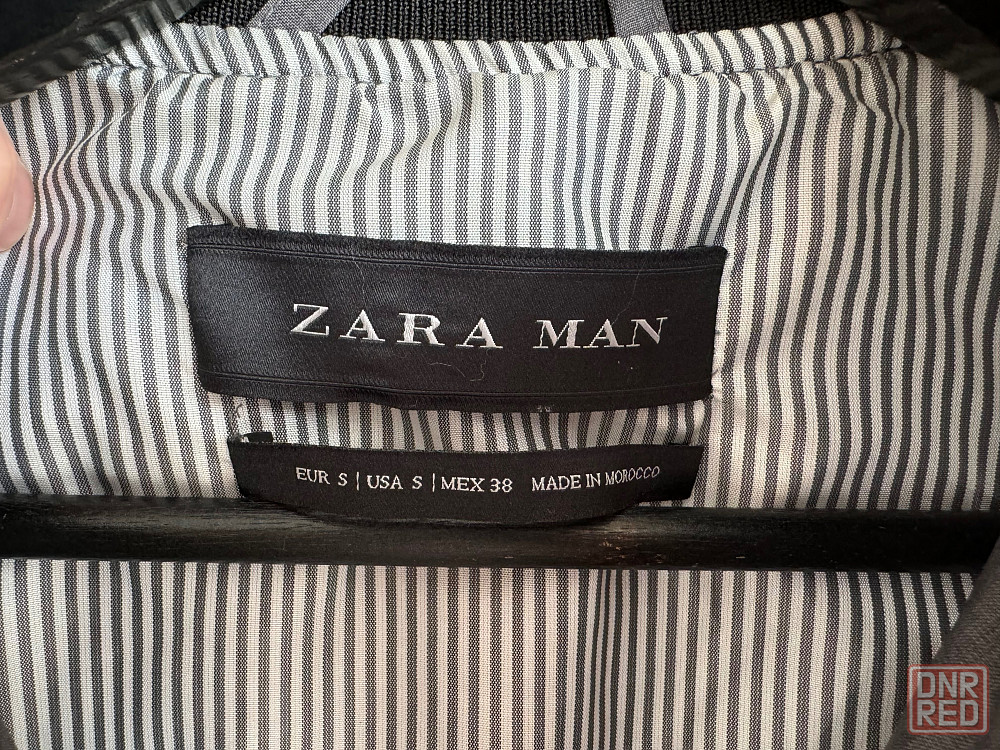 ZARA MAN
EUR S | USA S | MEX 38 MADE IN MOROCCO
DNR
RED